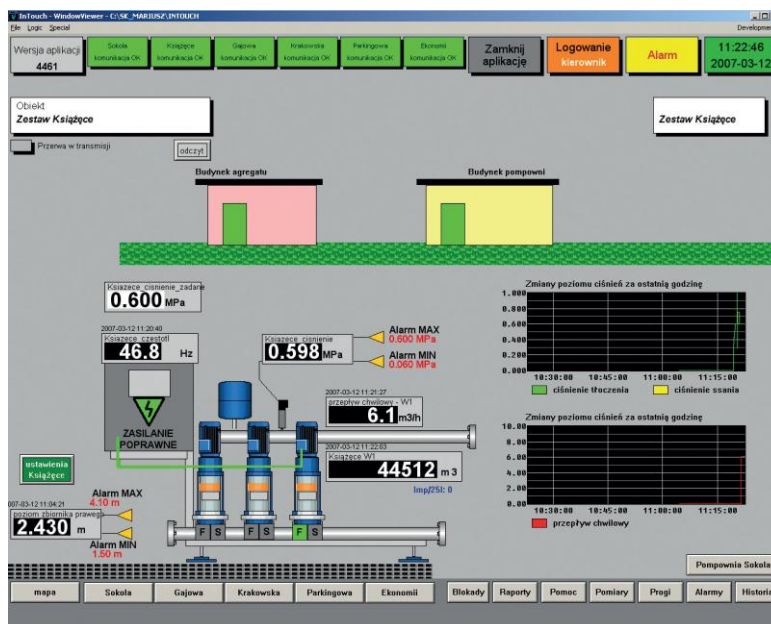 InTouch - WindowViewer - C:\SK_MARIUSZ\INTOUCH
File Logic Special
Development
Wersja aplikacji
4461
Sokola
komunikacja OK
Książęce
komunikacja OK
Gajowa
komunikacja OK
Krakowska
komunikacja OK
Parkingowa
komunikacja OK
Ekonomii
komunikacja OK
Zamknij
aplikację
Logowanie
kierownik
Alarm
11:22:46
2007-03-12
Obiekt
Zestaw Książęce
Zestaw Książęce
Przerwa w transmisji
odczyt
Budynek agregatu
Budynek pompowni
Ksiazece_cisnienie_zadane
0.600 MPa
2007-03-12 11:20:40
Ksiazece_czestotl
46.8 Hz
Ksiazece_cisnienie
0.598 MPa
Alarm MAX
0.600 MPa
Alarm MIN
0.060 MPa
ZASILANIE
POPRAWNE
2007-03-12 11:21:27
przepływ chwilowy - W1
6.1 m3/h
2007-03-12 11:22:03
Książęce W1
44512 m 3
Imp/25l: 0
ustawienia
Książęce
007-03-12 11:04:21
poziom zbiornika prawego
2.430 m
Alarm MAX
4.10 m
Alarm MIN
1.50 m
F S F S F S
Zmiany poziomu ciśnień za ostatnią godzinę
1.000
0.800
0.600
0.400
0.200
0.000
10:30:00 10:45:00 11:00:00 11:15:00
ciśnienie tłoczenia ciśnienie ssania
Zmiany poziomu ciśnień za ostatnią godzinę
10.00
8.00
6.00
4.00
2.00
0.00
10:30:00 10:45:00 11:00:00 11:15:00
przepływ chwilowy
Pompownia Sokola
mapa Sokola Gajowa Krakowska Parkingowa Ekonomii Blokady Raporty Pomoc Pomiary Progi Alarmy Historia